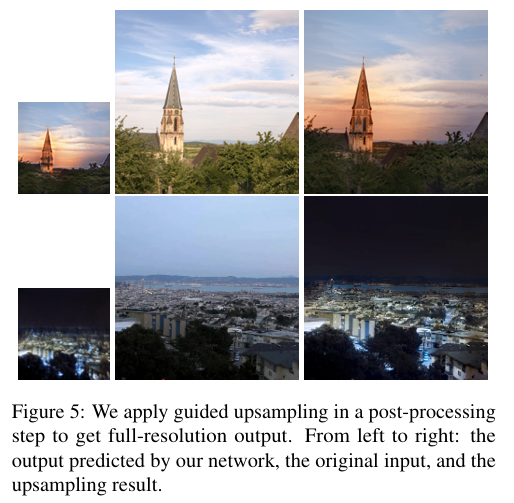 Figure 5: We apply guided upsampling in a post-processing
step to get full-resolution output. From left to right: the
output predicted by our network, the original input, and the
upsampling result.